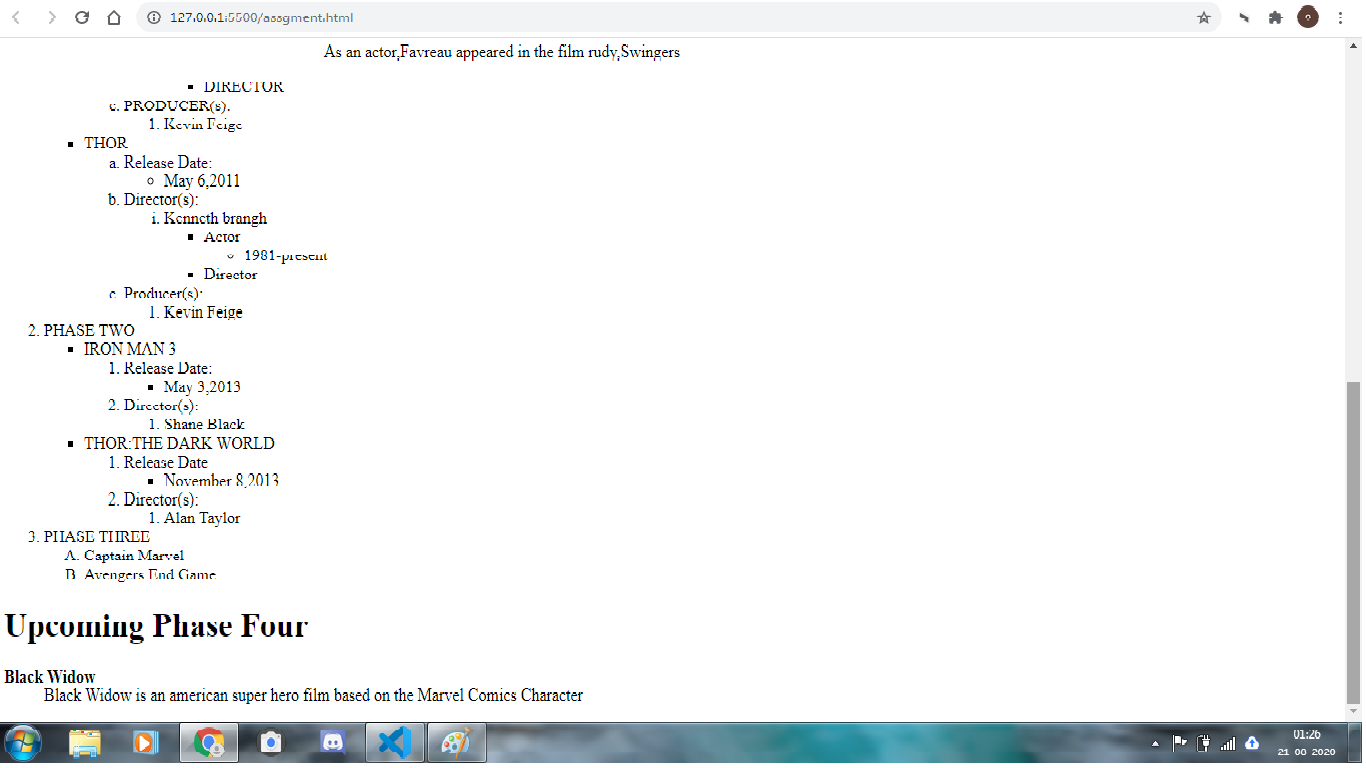 127.0.0.1:5500/assgment.html
As an actor,Favreau appeared in the film rudy,Swingers
▪ DIRECTOR
c. PRODUCER(s):
1. Kevin Feige
▪ THOR
a. Release Date:
○ May 6,2011
b. Director(s):
i. Kenneth brangh
▪ Actor
○ 1981-present
▪ Director
c. Producer(s):
1. Kevin Feige
2. PHASE TWO
▪ IRON MAN 3
1. Release Date:
▪ May 3,2013
2. Director(s):
1. Shane Black
▪ THOR:THE DARK WORLD
1. Release Date
▪ November 8,2013
2. Director(s):
1. Alan Taylor
3. PHASE THREE
A. Captain Marvel
B. Avengers End Game
Upcoming Phase Four
Black Widow
Black Widow is an american super hero film based on the Marvel Comics Character
01:26